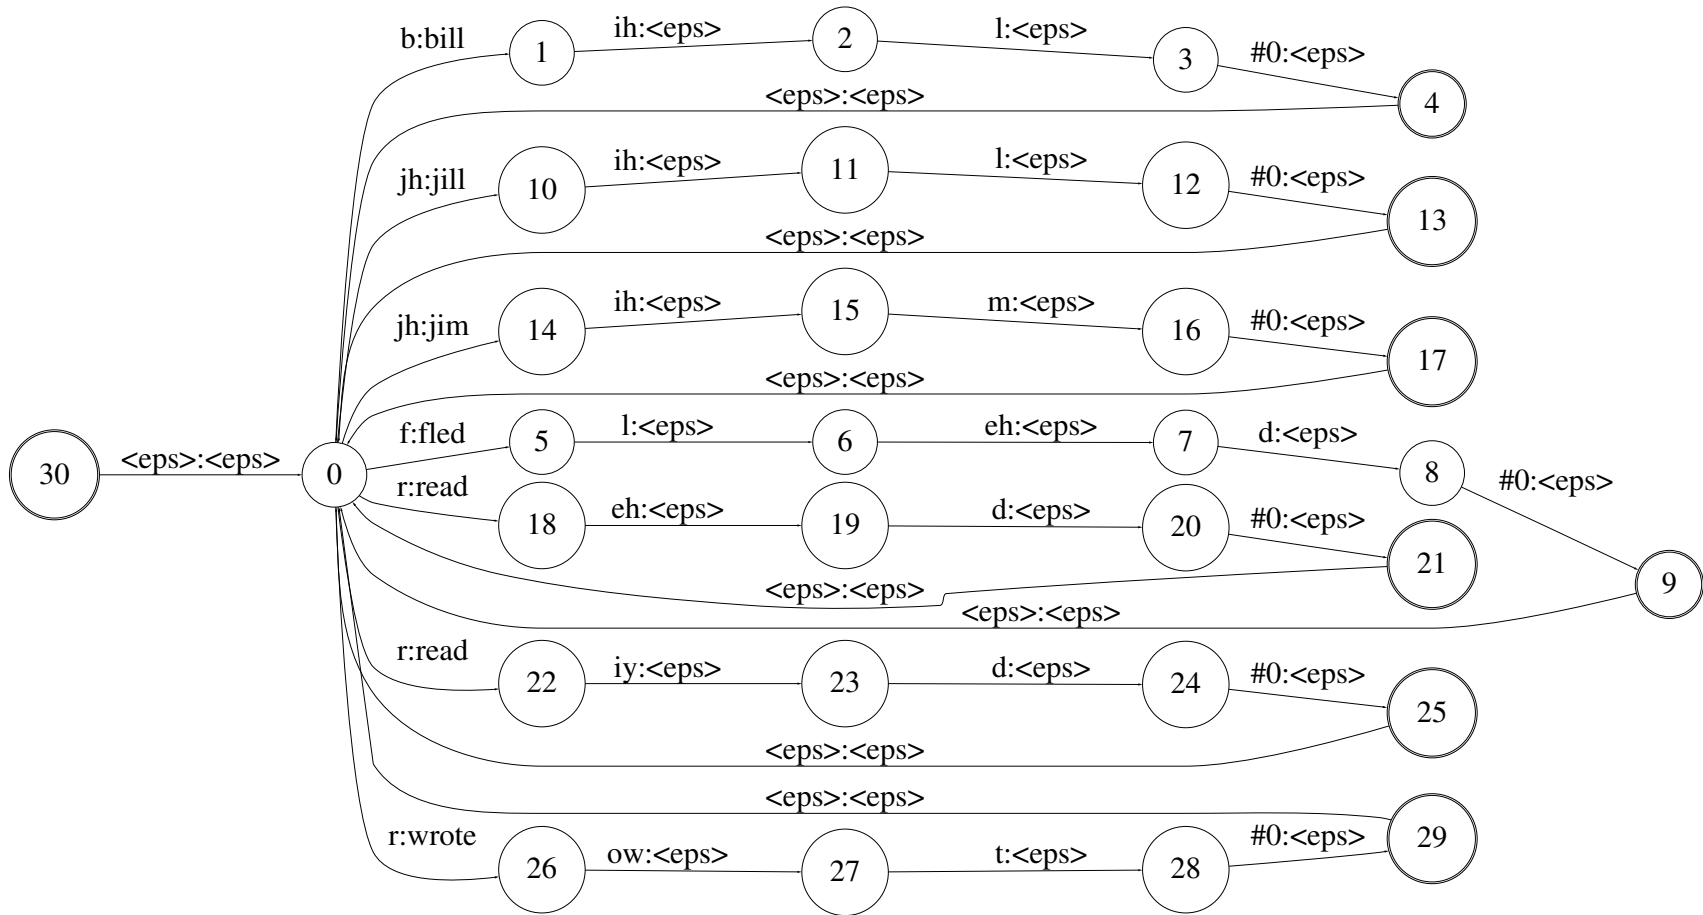 b:bill 1 ih:<eps> 2 l:<eps> 3 #0:<eps> 4
<eps>:<eps>
jh:jill 10 ih:<eps> 11 l:<eps> 12 #0:<eps> 13
<eps>:<eps>
jh:jim 14 ih:<eps> 15 m:<eps> 16 #0:<eps> 17
<eps>:<eps>
f:fled 5 l:<eps> 6 eh:<eps> 7 d:<eps> 8 #0:<eps> 9
30 <eps>:<eps> 0
r:read 18 eh:<eps> 19 d:<eps> 20 #0:<eps> 21
<eps>:<eps>
<eps>:<eps>
r:read 22 iy:<eps> 23 d:<eps> 24 #0:<eps> 25
<eps>:<eps>
<eps>:<eps>
r:wrote 26 ow:<eps> 27 t:<eps> 28 #0:<eps> 29